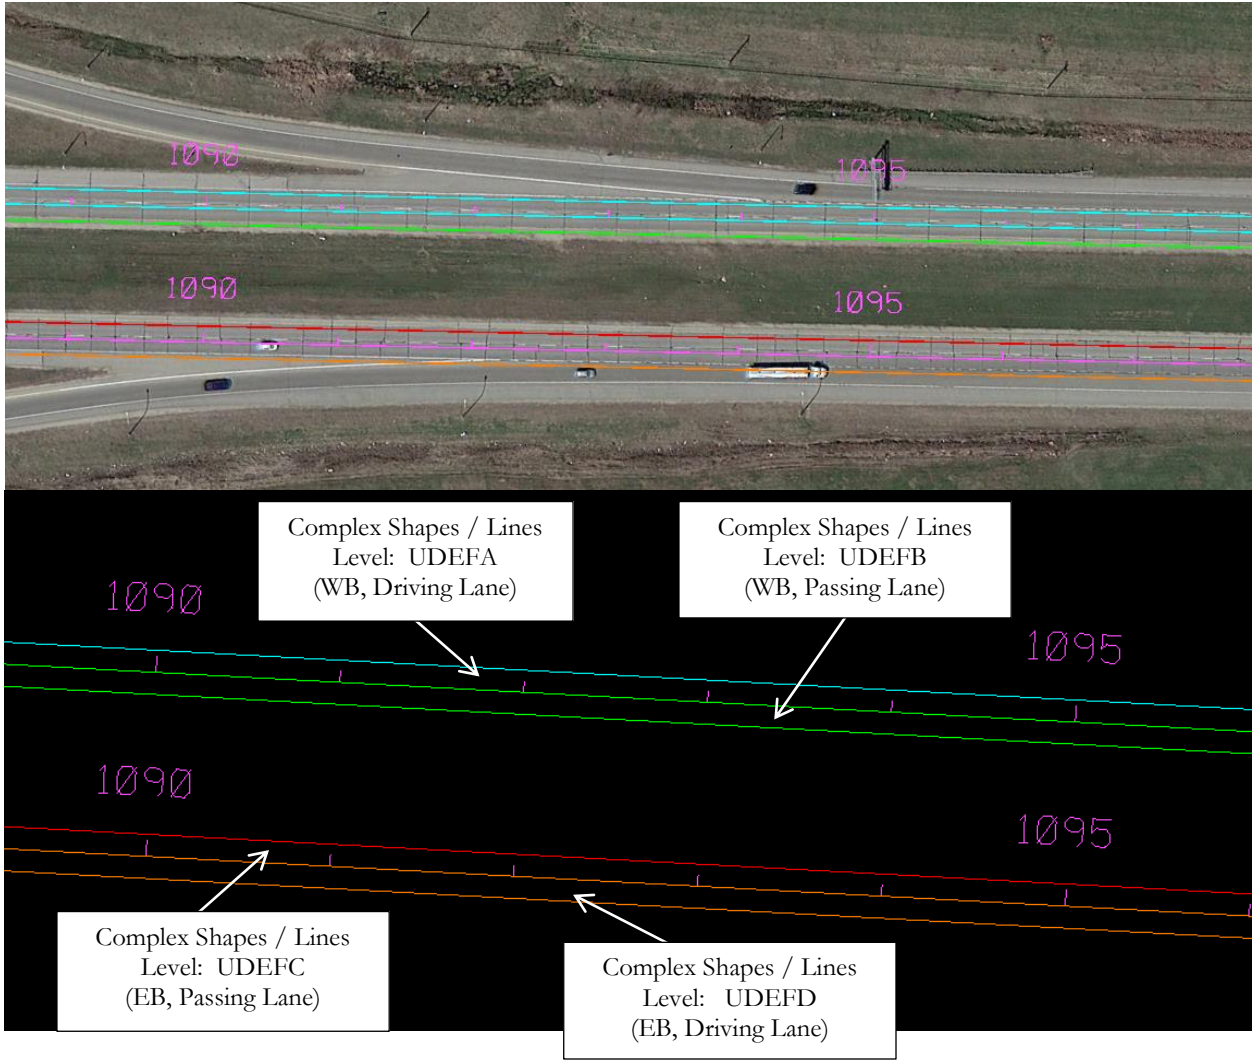 1090
1095
1090
1095
Complex Shapes / Lines
Level:  UDEFA
(WB, Driving Lane)
Complex Shapes / Lines
Level:  UDEFB
(WB, Passing Lane)
1090
1095
1090
1095
Complex Shapes / Lines
Level:  UDEFC
(EB, Passing Lane)
Complex Shapes / Lines
Level:   UDEFD
(EB, Driving Lane)